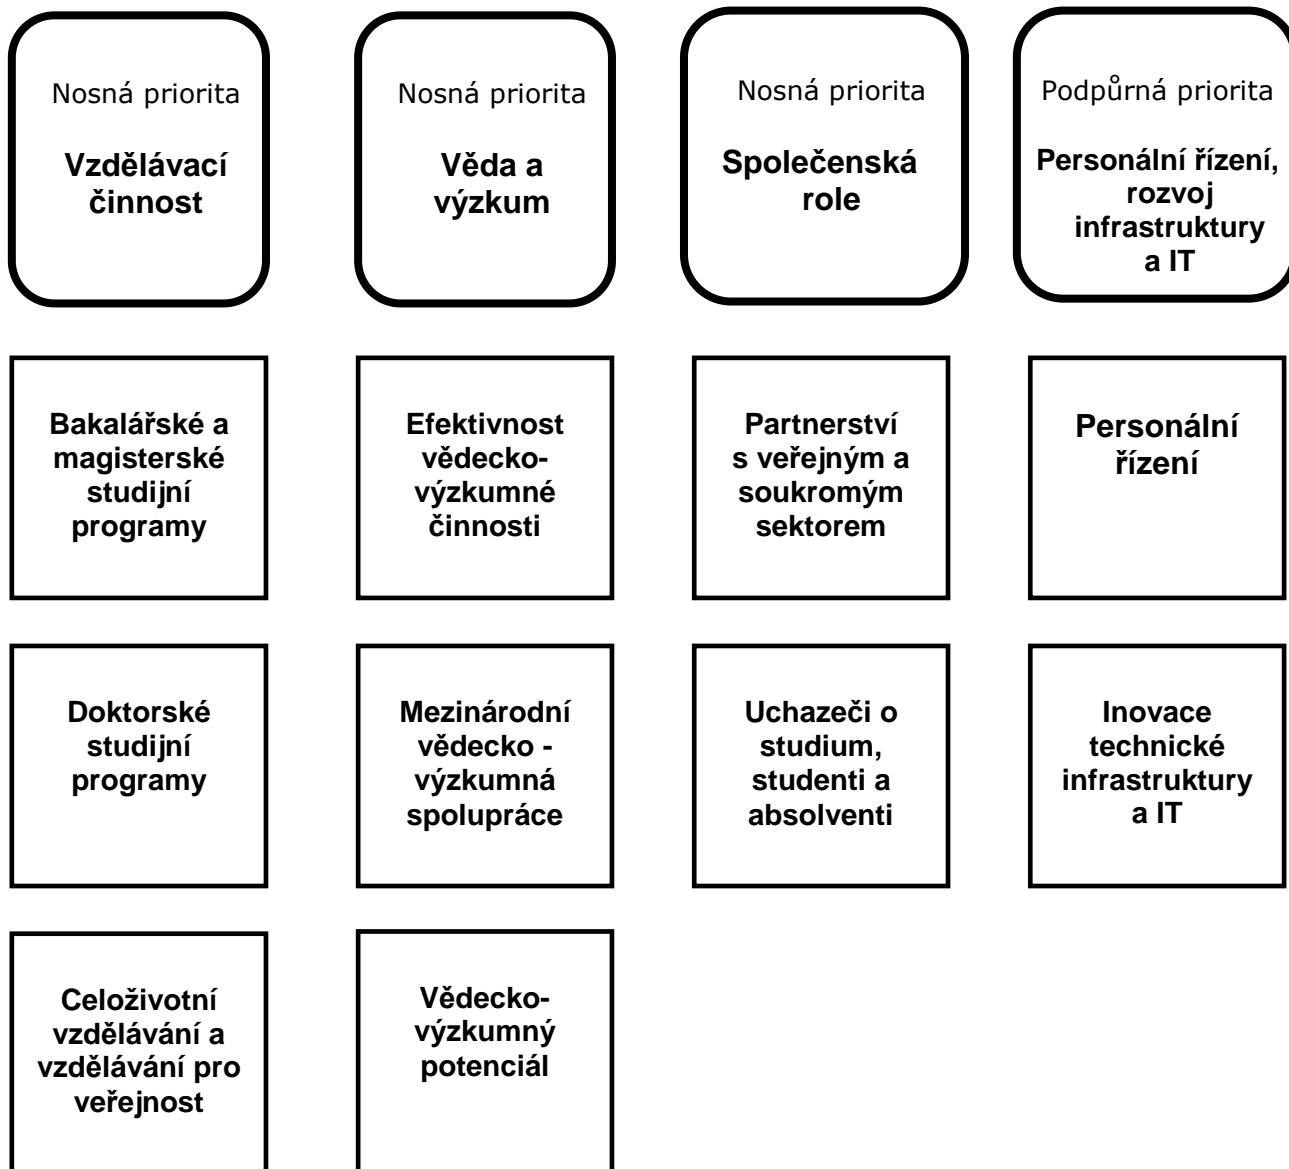 Nosná priorita
Vzdělávací
činnost
Nosná priorita
Věda a
výzkum
Nosná priorita
Společenská
role
Podpůrná priorita
Personální řízení,
rozvoj
infrastruktury
a IT
Bakalářské a
magisterské
studijní
programy
Efektivnost
vědecko-
výzkumné
činnosti
Partnerství
s veřejným a
soukromým
sektorem
Personální
řízení
Doktorské
studijní
programy
Mezinárodní
vědecko -
výzkumná
spolupráce
Uchazeči o
studium,
studenti a
absolventi
Inovace
technické
infrastruktury
a IT
Celoživotní
vzdělávání a
vzdělávání pro
veřejnost
Vědecko-
výzkumný
potenciál